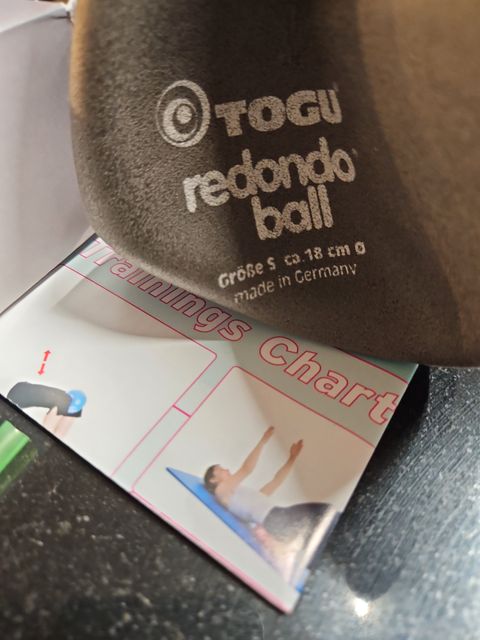 TOGU
redondo
ball
Größe S ca. 18 cm ø
made in Germany
Trainings Chart